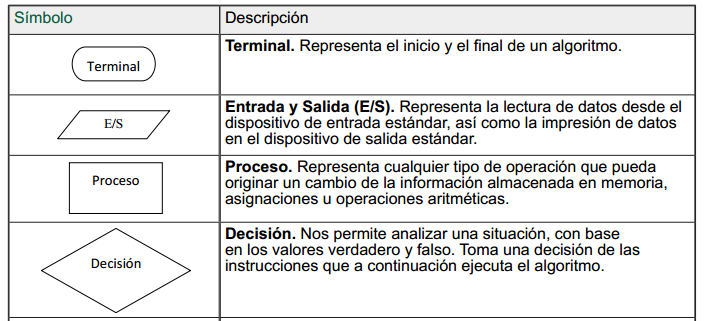 Símbolo
Descripción
Terminal
Terminal. Representa el inicio y el final de un algoritmo.
E/S
Entrada y Salida (E/S). Representa la lectura de datos desde el
dispositivo de entrada estándar, así como la impresión de datos
en el dispositivo de salida estándar.
Proceso
Proceso. Representa cualquier tipo de operación que pueda
originar un cambio de la información almacenada en memoria,
asignaciones u operaciones aritméticas.
Decisión
Decisión. Nos permite analizar una situación, con base
en los valores verdadero y falso. Toma una decisión de las
instrucciones que a continuación ejecuta el algoritmo.